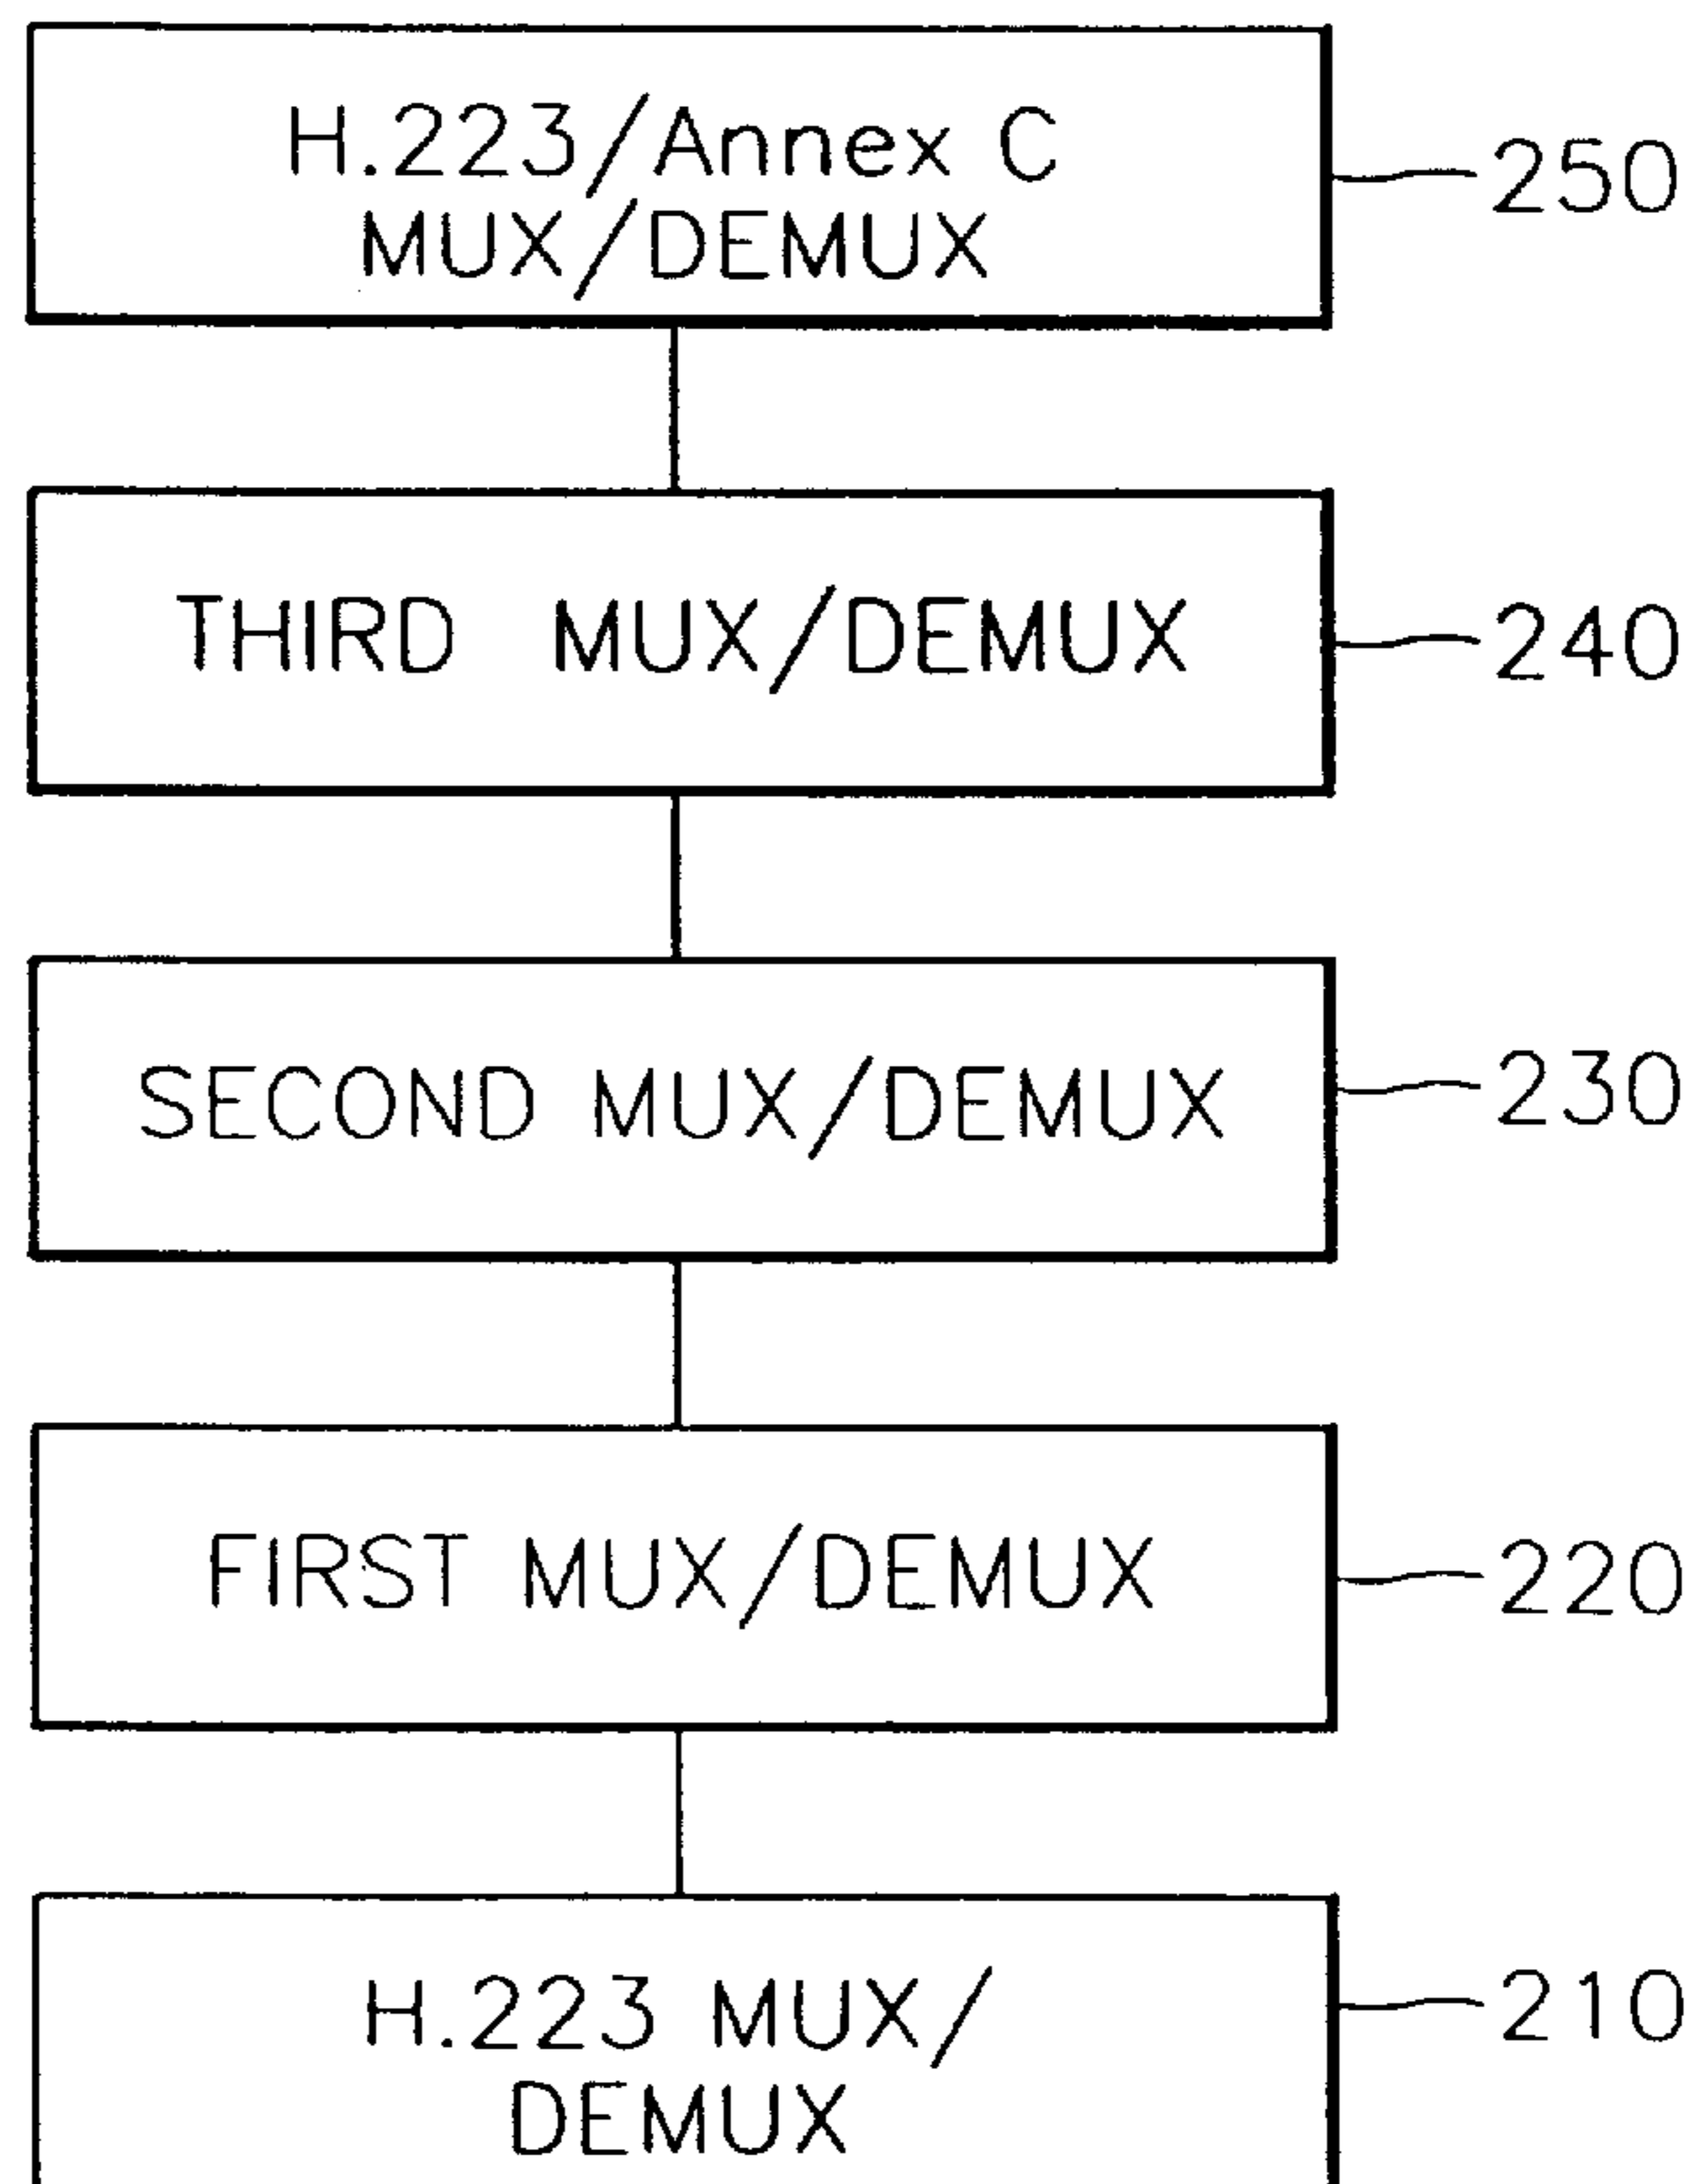 H.223/Annex C
MUX/DEMUX
250
THIRD MUX/DEMUX
240
SECOND MUX/DEMUX
230
FIRST MUX/DEMUX
220
H.223 MUX/
DEMUX
210